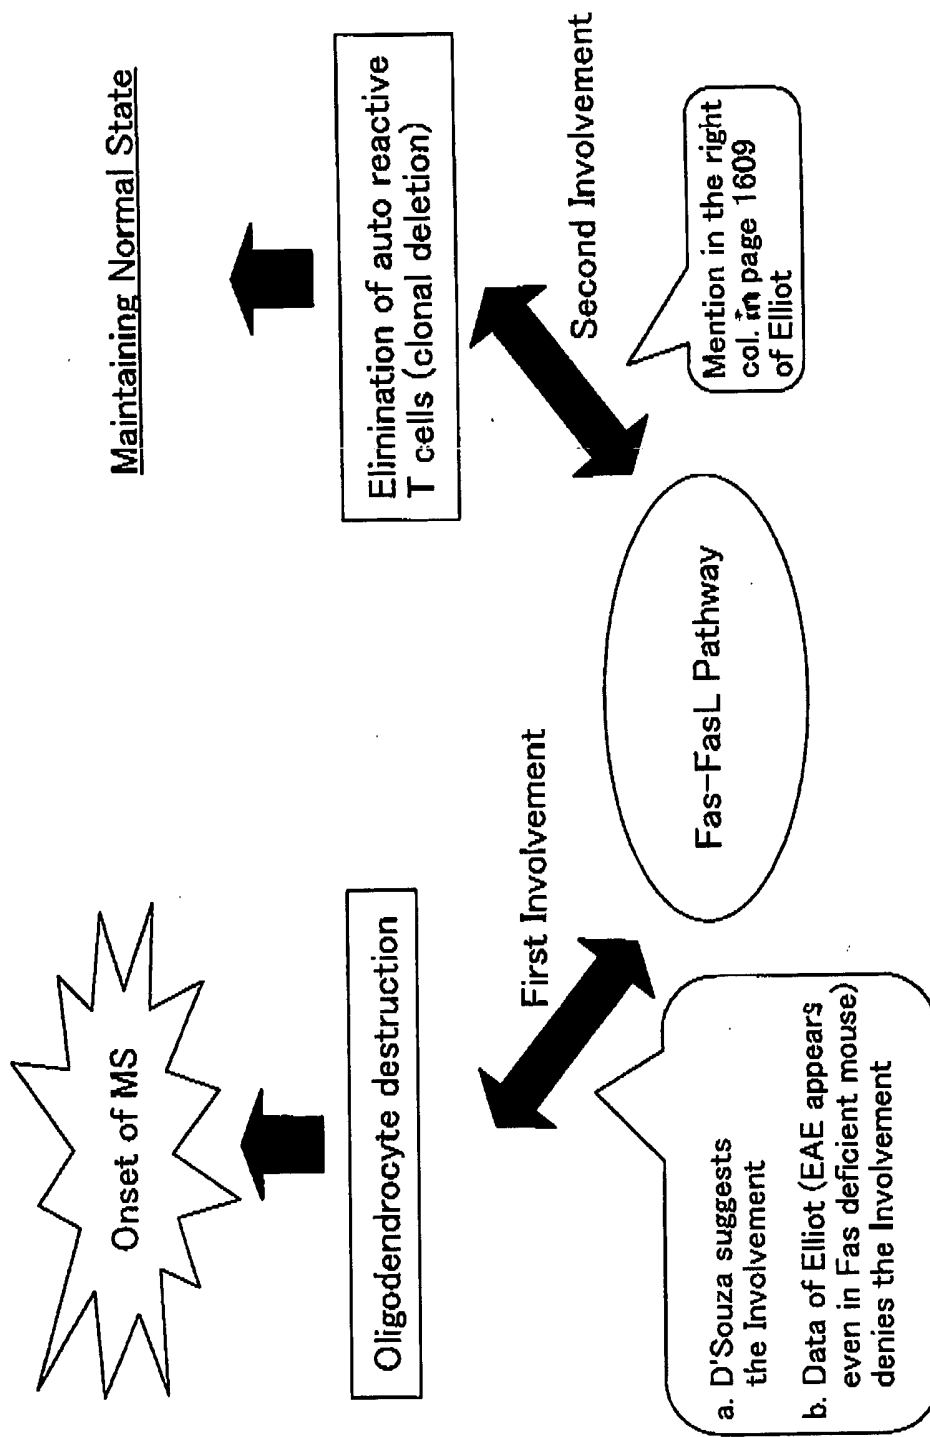 Onset of MS
Maintaining Normal State
Oligodendrocyte destruction
Elimination of auto reactive
T cells (clonal deletion)
First Involvement
Second Involvement
Fas-FasL Pathway
a. D'Souza suggests
the Involvement
b. Data of Elliot (EAE appears
even in Fas deficient mouse)
denies the Involvement
Mention in the right
col. in page 1609
of Elliot